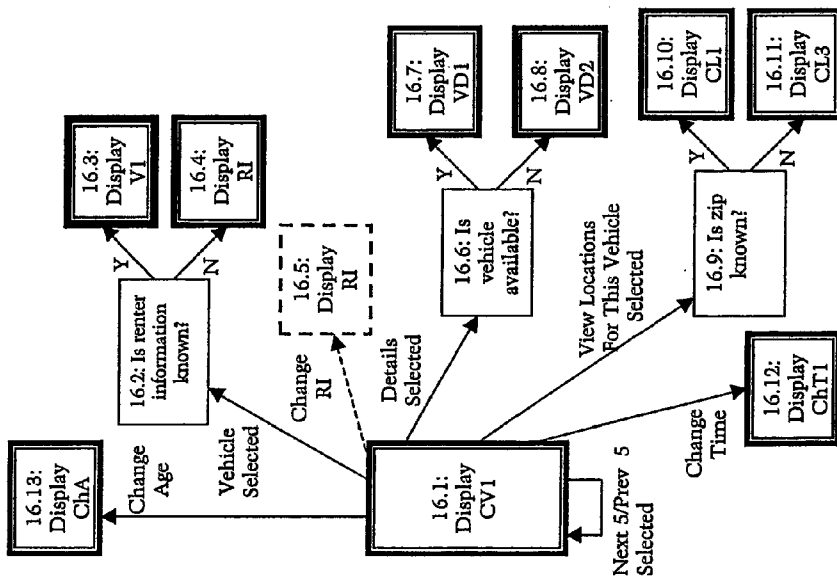 16.13:
Display
ChA
Change
Age
Vehicle
Selected
16.2: Is renter
information
known?
Y
N
16.3:
Display
V1
16.4:
Display
RI
Change
RI
16.5:
Display
RI
16.1:
Display
CV1
Details
Selected
16.6: Is
vehicle
available?
Y
N
16.7:
Display
VD1
16.8:
Display
VD2
View Locations
For This Vehicle
Selected
16.9: Is zip
known?
Y
N
16.10:
Display
CL1
16.11:
Display
CL3
Change
Time
16.12:
Display
ChT1
Next 5/Prev 5
Selected